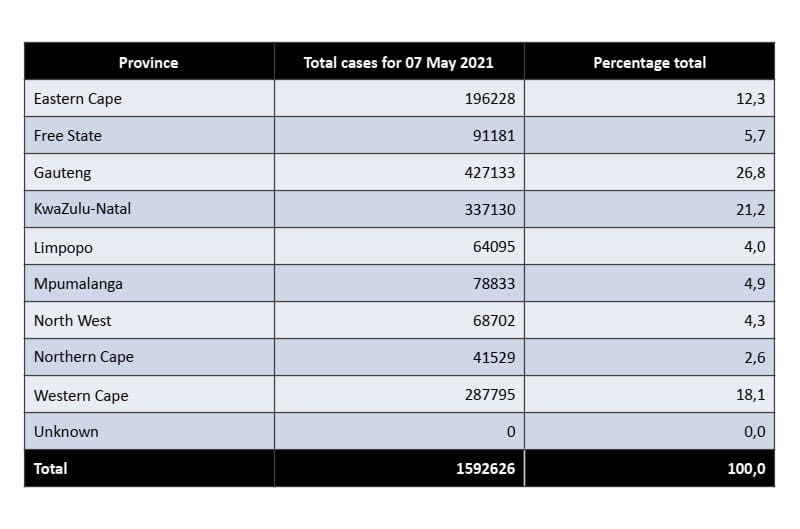 Province Total cases for 07 May 2021 Percentage total
Eastern Cape 196228 12,3
Free State 91181 5,7
Gauteng 427133 26,8
KwaZulu-Natal 337130 21,2
Limpopo 64095 4,0
Mpumalanga 78833 4,9
North West 68702 4,3
Northern Cape 41529 2,6
Western Cape 287795 18,1
Unknown 0 0,0
Total 1592626 100,0